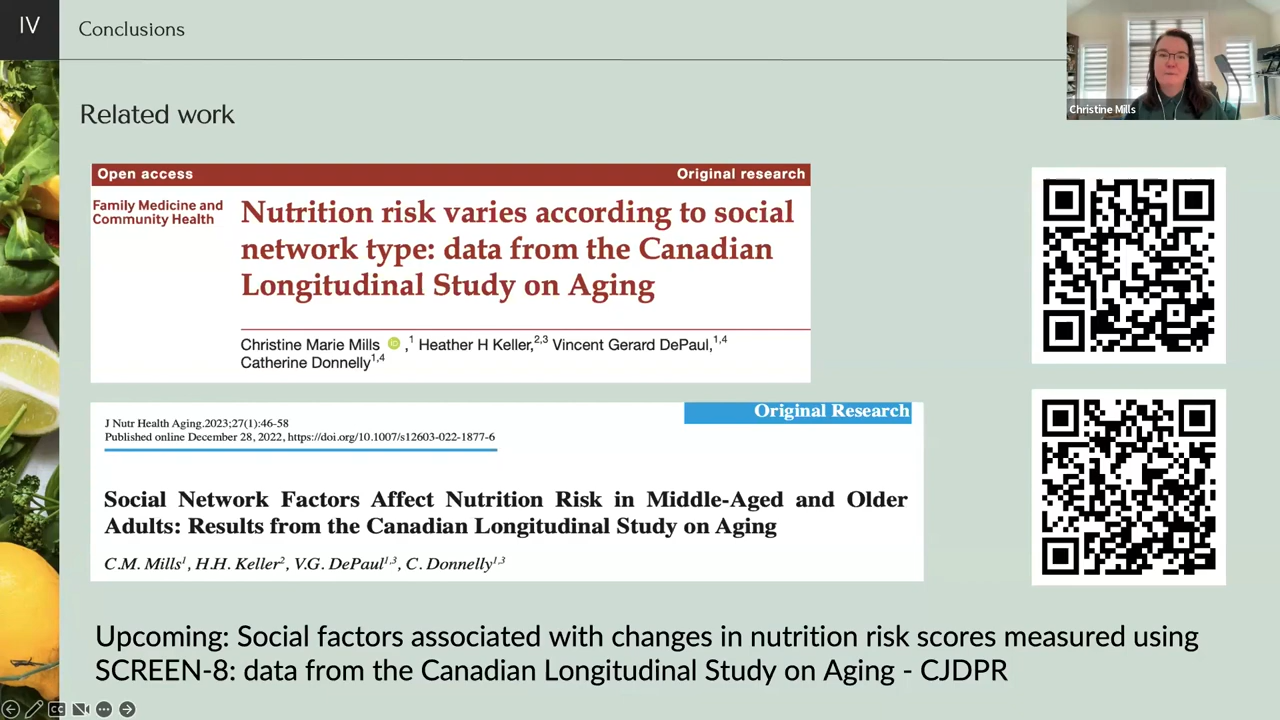 IV
Conclusions
Christine Mills
Related work
Open access
Original research
Family Medicine and
Community Health
Nutrition risk varies according to social
network type: data from the Canadian
Longitudinal Study on Aging
Christine Marie Mills iD ,1 Heather H Keller,2,3 Vincent Gerard DePaul,1,4
Catherine Donnelly1,4
Original Research
J Nutr Health Aging.2023;27(1):46-58
Published online December 28, 2022, https://doi.org/10.1007/s12603-022-1877-6
Social Network Factors Affect Nutrition Risk in Middle-Aged and Older
Adults: Results from the Canadian Longitudinal Study on Aging
C.M. Mills1, H.H. Keller2, V.G. DePaul1,3, C. Donnelly1,3
Upcoming: Social factors associated with changes in nutrition risk scores measured using
SCREEN-8: data from the Canadian Longitudinal Study on Aging - CJDPR
CC